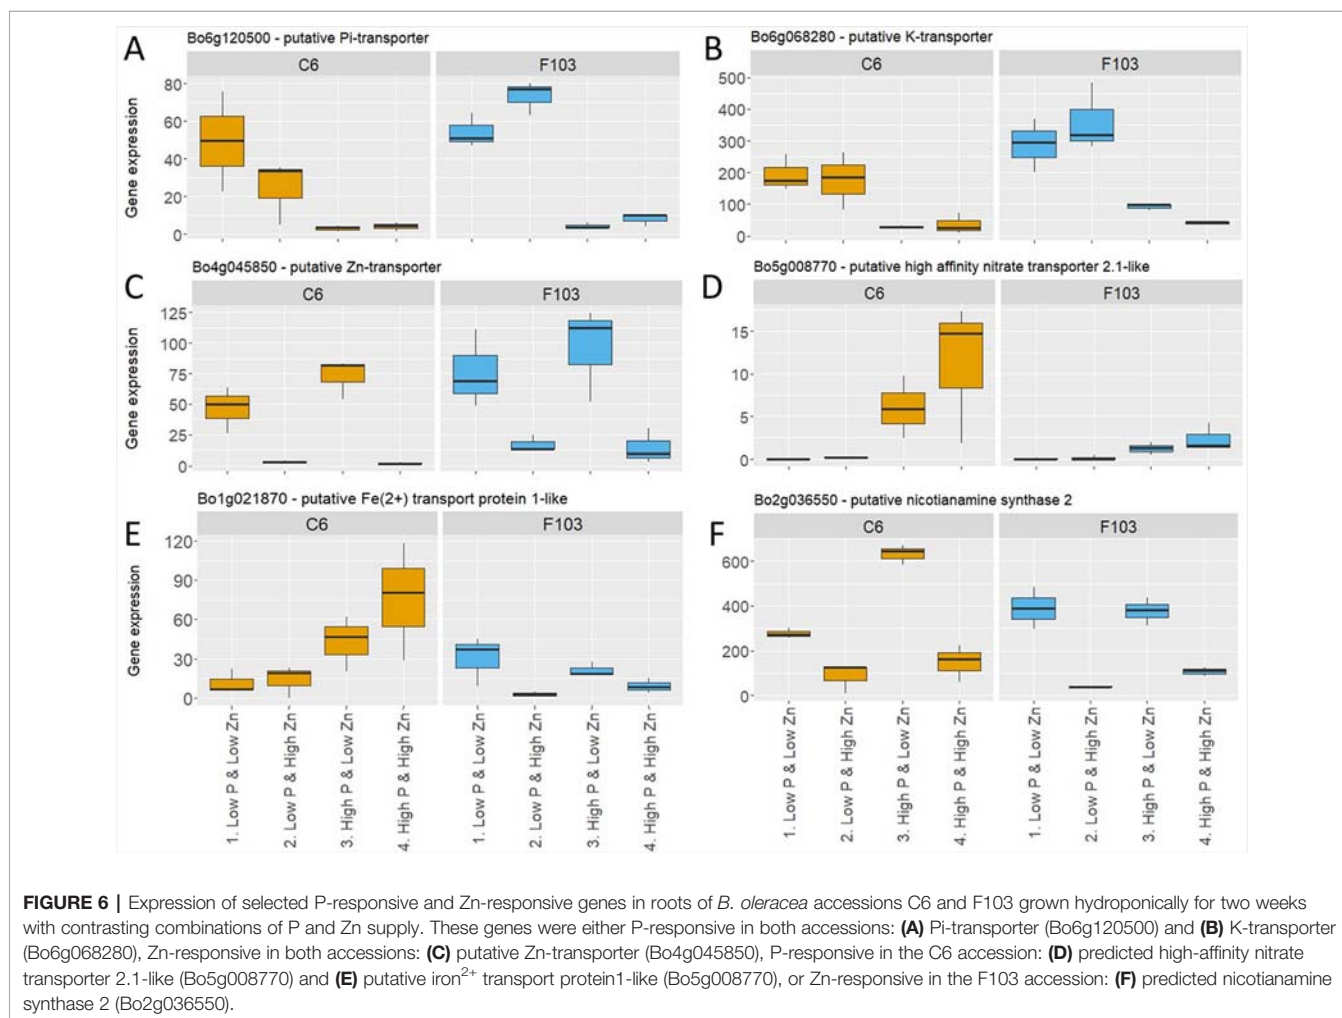 A
Bo6g120500 - putative Pi-transporter
C6
F103
Gene expression
80
60
40
20
0
B
Bo6g068280 - putative K-transporter
C6
F103
500
400
300
200
100
0
C
Bo4g045850 - putative Zn-transporter
C6
F103
Gene expression
125
100
75
50
25
0
D
Bo5g008770 - putative high affinity nitrate transporter 2.1-like
C6
F103
15
10
5
0
E
Bo1g021870 - putative Fe(2+) transport protein 1-like
C6
F103
Gene expression
120
90
60
30
0
1. Low P & Low Zn
2. Low P & High Zn
3. High P & Low Zn
4. High P & High Zn
1. Low P & Low Zn
2. Low P & High Zn
3. High P & Low Zn
4. High P & High Zn
F
Bo2g036550 - putative nicotianamine synthase 2
C6
F103
600
400
200
0
1. Low P & Low Zn
2. Low P & High Zn
3. High P & Low Zn
4. High P & High Zn
1. Low P & Low Zn
2. Low P & High Zn
3. High P & Low Zn
4. High P & High Zn
FIGURE 6 | Expression of selected P-responsive and Zn-responsive genes in roots of B. oleracea accessions C6 and F103 grown hydroponically for two weeks
with contrasting combinations of P and Zn supply. These genes were either P-responsive in both accessions: (A) Pi-transporter (Bo6g120500) and (B) K-transporter
(Bo6g068280), Zn-responsive in both accessions: (C) putative Zn-transporter (Bo4g045850), P-responsive in the C6 accession: (D) predicted high-affinity nitrate
transporter 2.1-like (Bo5g008770) and (E) putative iron²⁺ transport protein1-like (Bo5g008770), or Zn-responsive in the F103 accession: (F) predicted nicotianamine
synthase 2 (Bo2g036550).